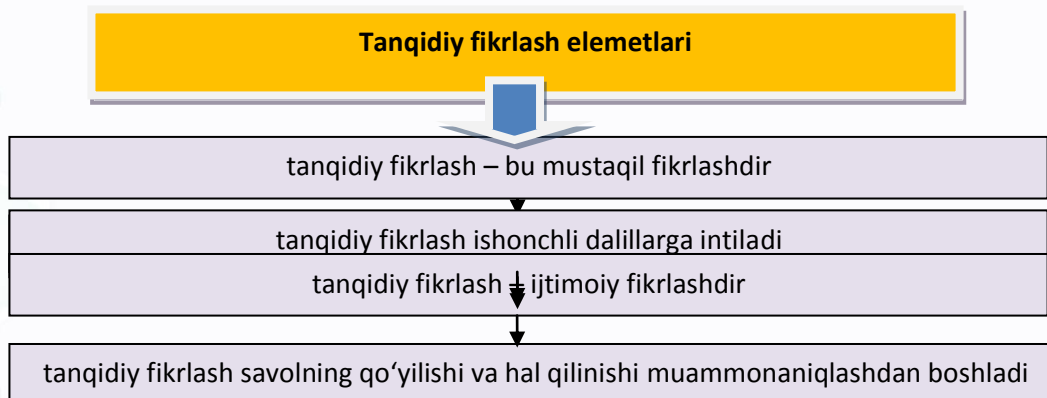 Tanqidiy fikrlash elemetlari
tanqidiy fikrlash – bu mustaqil fikrlashdir
tanqidiy fikrlash ishonchli dalillarga intiladi
tanqidiy fikrlash – ijtimoiy fikrlashdir
tanqidiy fikrlash savolning qo‘yilishi va hal qilinishi muammonaniqlashdan boshladi